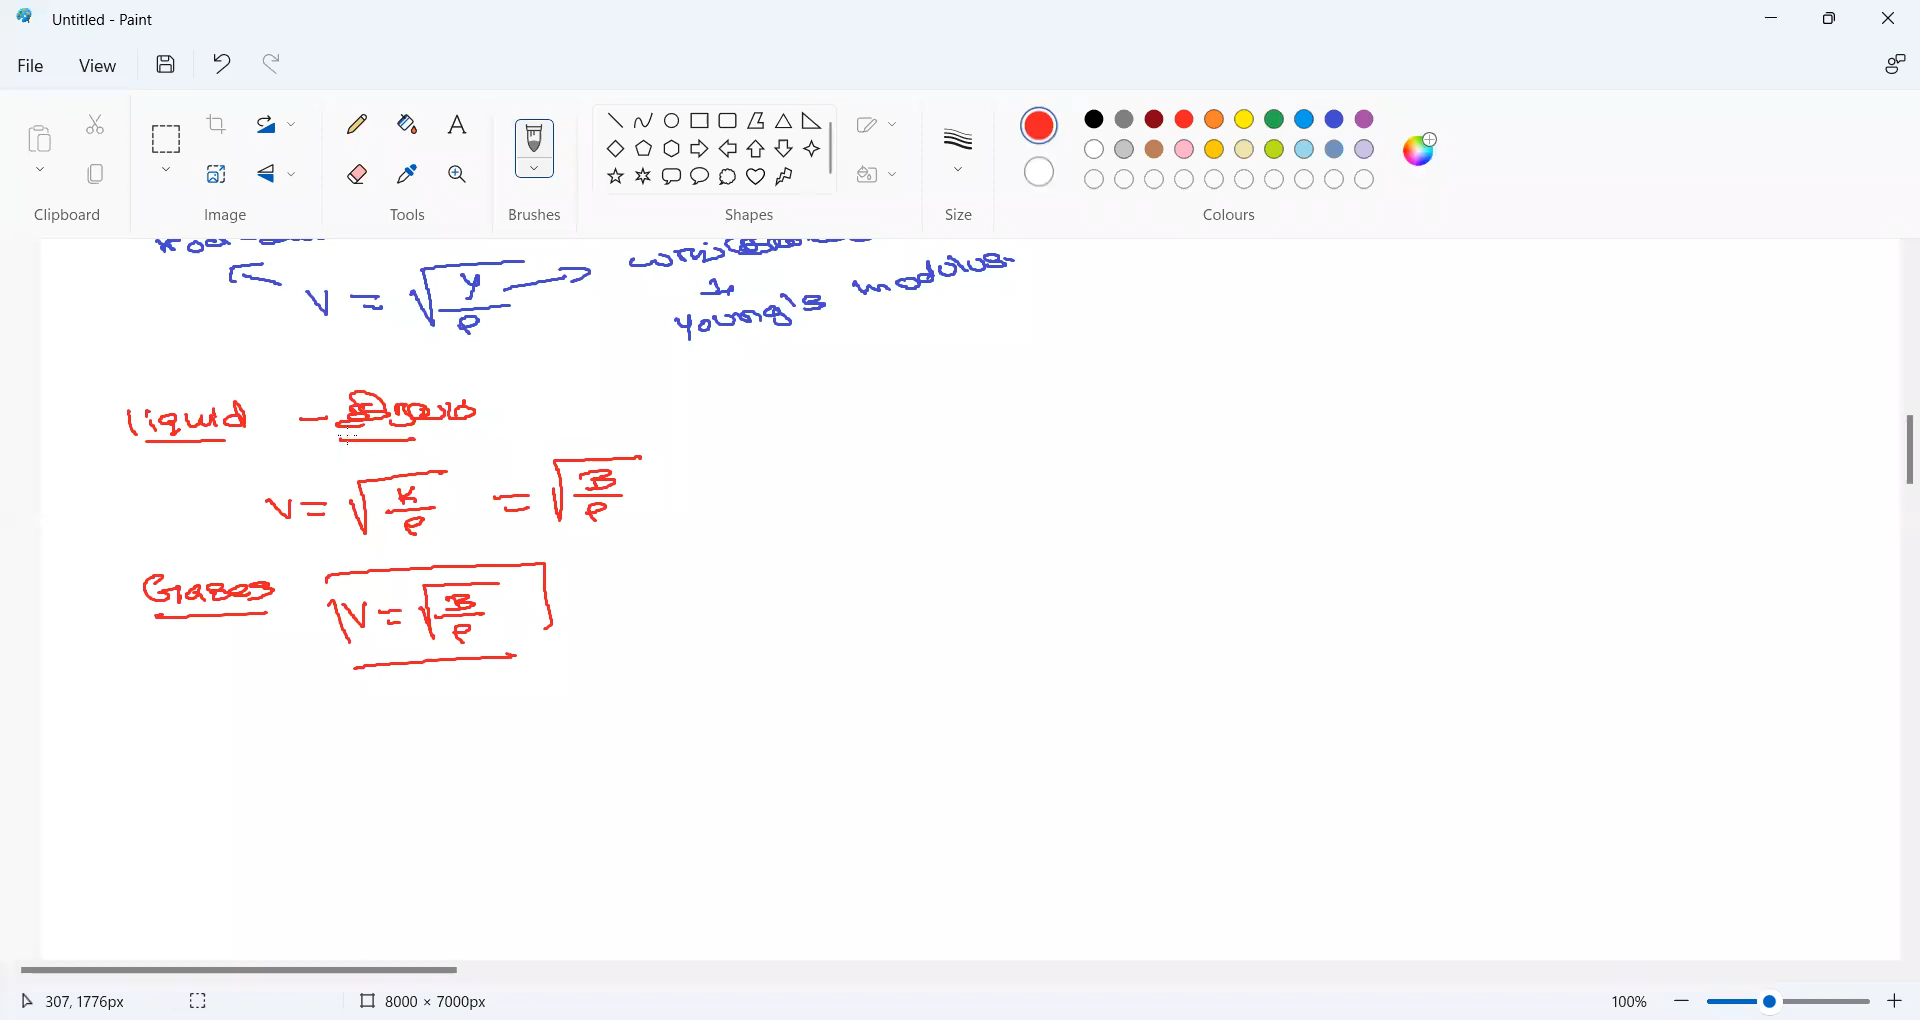 Untitled - Paint
File View
Clipboard Image Tools Brushes Shapes Size Colours
V = √(y/ρ)
Young's modulus
liquid -
V = √(K/ρ) = √(B/ρ)
Gases V = √(B/ρ)
307, 1776px 8000 × 7000px 100%